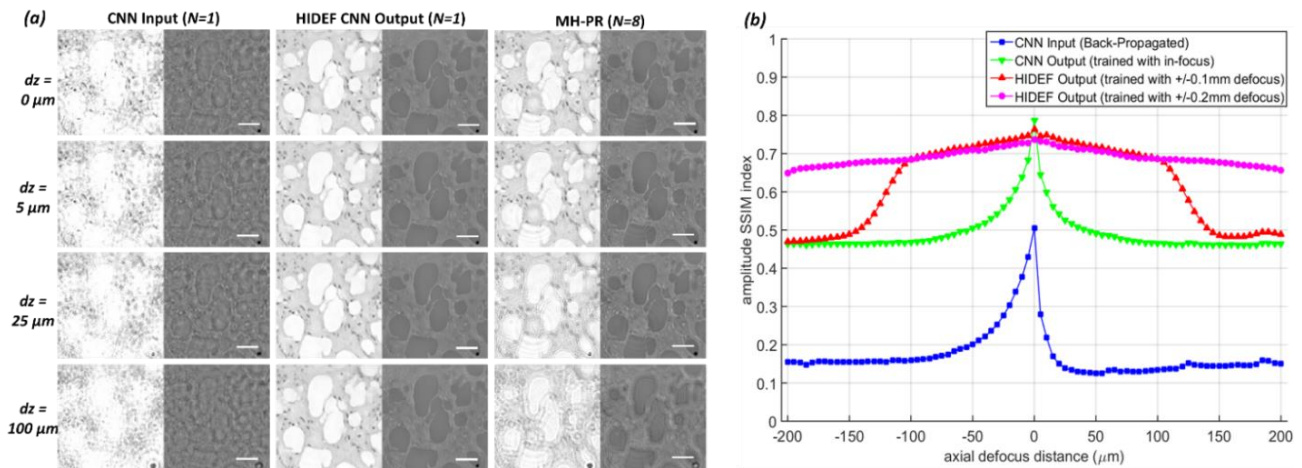 (a)
CNN Input (N=1)
HIDEF CNN Output (N=1)
MH-PR (N=8)
dz =
0 μm
dz =
5 μm
dz =
25 μm
dz =
100 μm
(b)
CNN Input (Back-Propagated)
CNN Output (trained with in-focus)
HIDEF Output (trained with +/-0.1mm defocus)
HIDEF Output (trained with +/-0.2mm defocus)
amplitude SSIM index
1
0.9
0.8
0.7
0.6
0.5
0.4
0.3
0.2
0.1
0
-200 -150 -100 -50 0 50 100 150 200
axial defocus distance (μm)